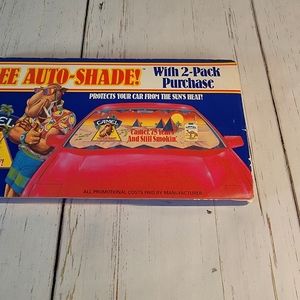 EE AUTO-SHADE!
With 2-Pack
Purchase
PROTECTS YOUR CAR FROM THE SUN'S HEAT!
CAMEL
Camel, 75 Years
And Still Smokin'
ALL PROMOTIONAL COSTS PAID BY MANUFACTURER